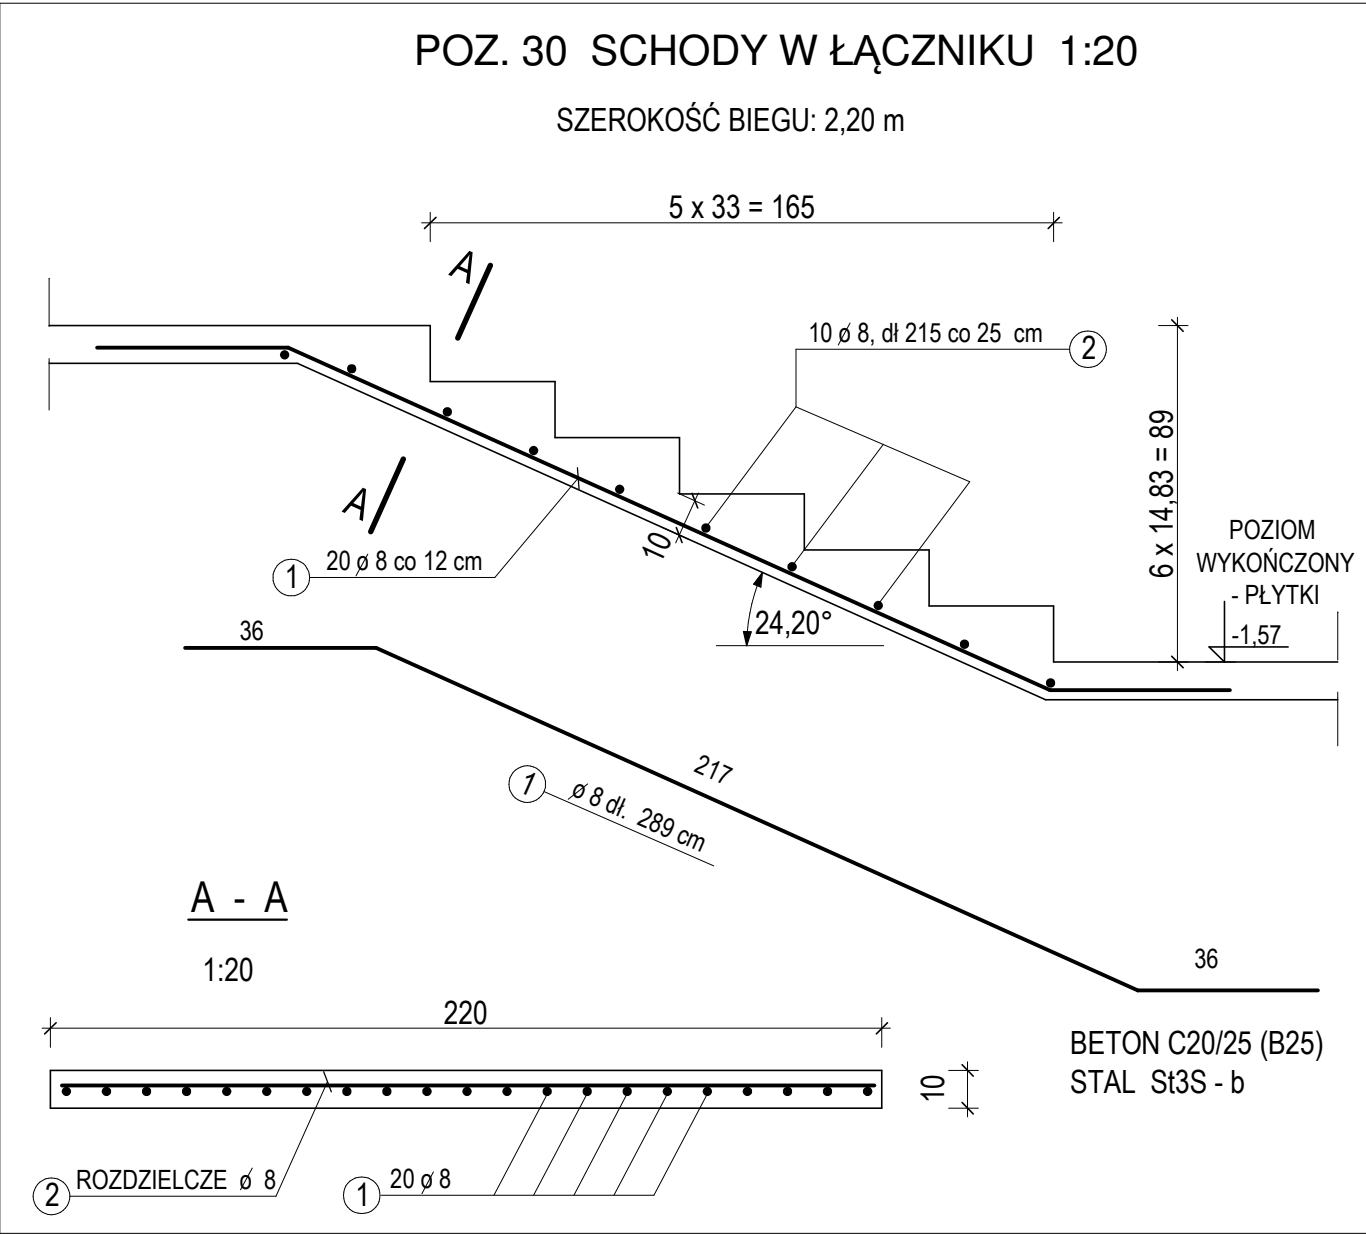 POZ. 30 SCHODY W ŁĄCZNIKU 1:20
SZEROKOŚĆ BIEGU: 2,20 m
5 x 33 = 165
A
10 ø 8, dł 215 co 25 cm
2
6 x 14,83 = 89
A
10
1
20 ø 8 co 12 cm
24,20°
POZIOM
WYKOŃCZONY
- PŁYTKI
-1,57
36
217
1
ø 8 dł. 289 cm
36
A - A
1:20
220
10
BETON C20/25 (B25)
STAL St3S - b
2
ROZDZIELCZE ø 8
1
20 ø 8